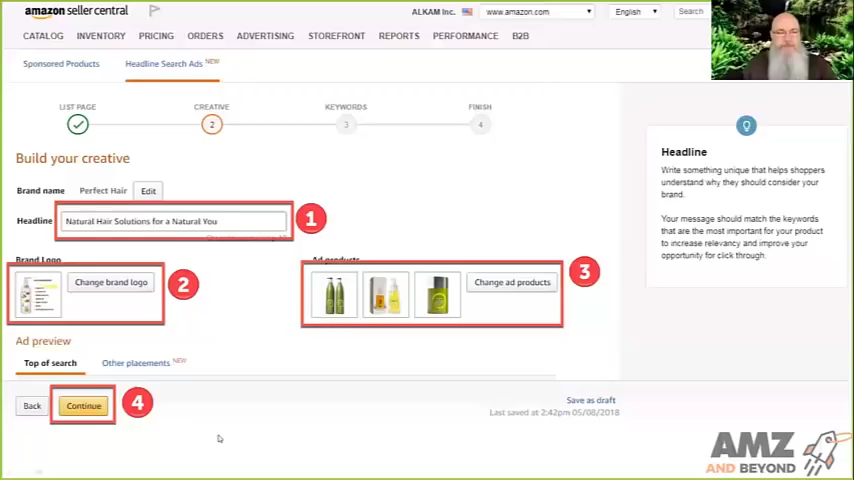 amazon seller central
ALKAM Inc.
www.amazon.com
English
Search
CATALOG INVENTORY PRICING ORDERS ADVERTISING STOREFRONT REPORTS PERFORMANCE B2B
Sponsored Products
Headline Search Ads NEW
LIST PAGE
CREATIVE
KEYWORDS
FINISH
2
3
4
Build your creative
Brand name Perfect Hair Edit
Headline Natural Hair Solutions for a Natural You
1
Brand Logo
Change brand logo
2
Ad products
Change ad products
3
Ad preview
Top of search
Other placements NEW
Back
Continue
4
Save as draft
Last saved at 2:42pm 05/08/2018
Headline
Write something unique that helps shoppers
understand why they should consider your
brand.
Your message should match the keywords
that are the most important for your product
to increase relevancy and improve your
opportunity for click through.
AMZ
AND BEYOND